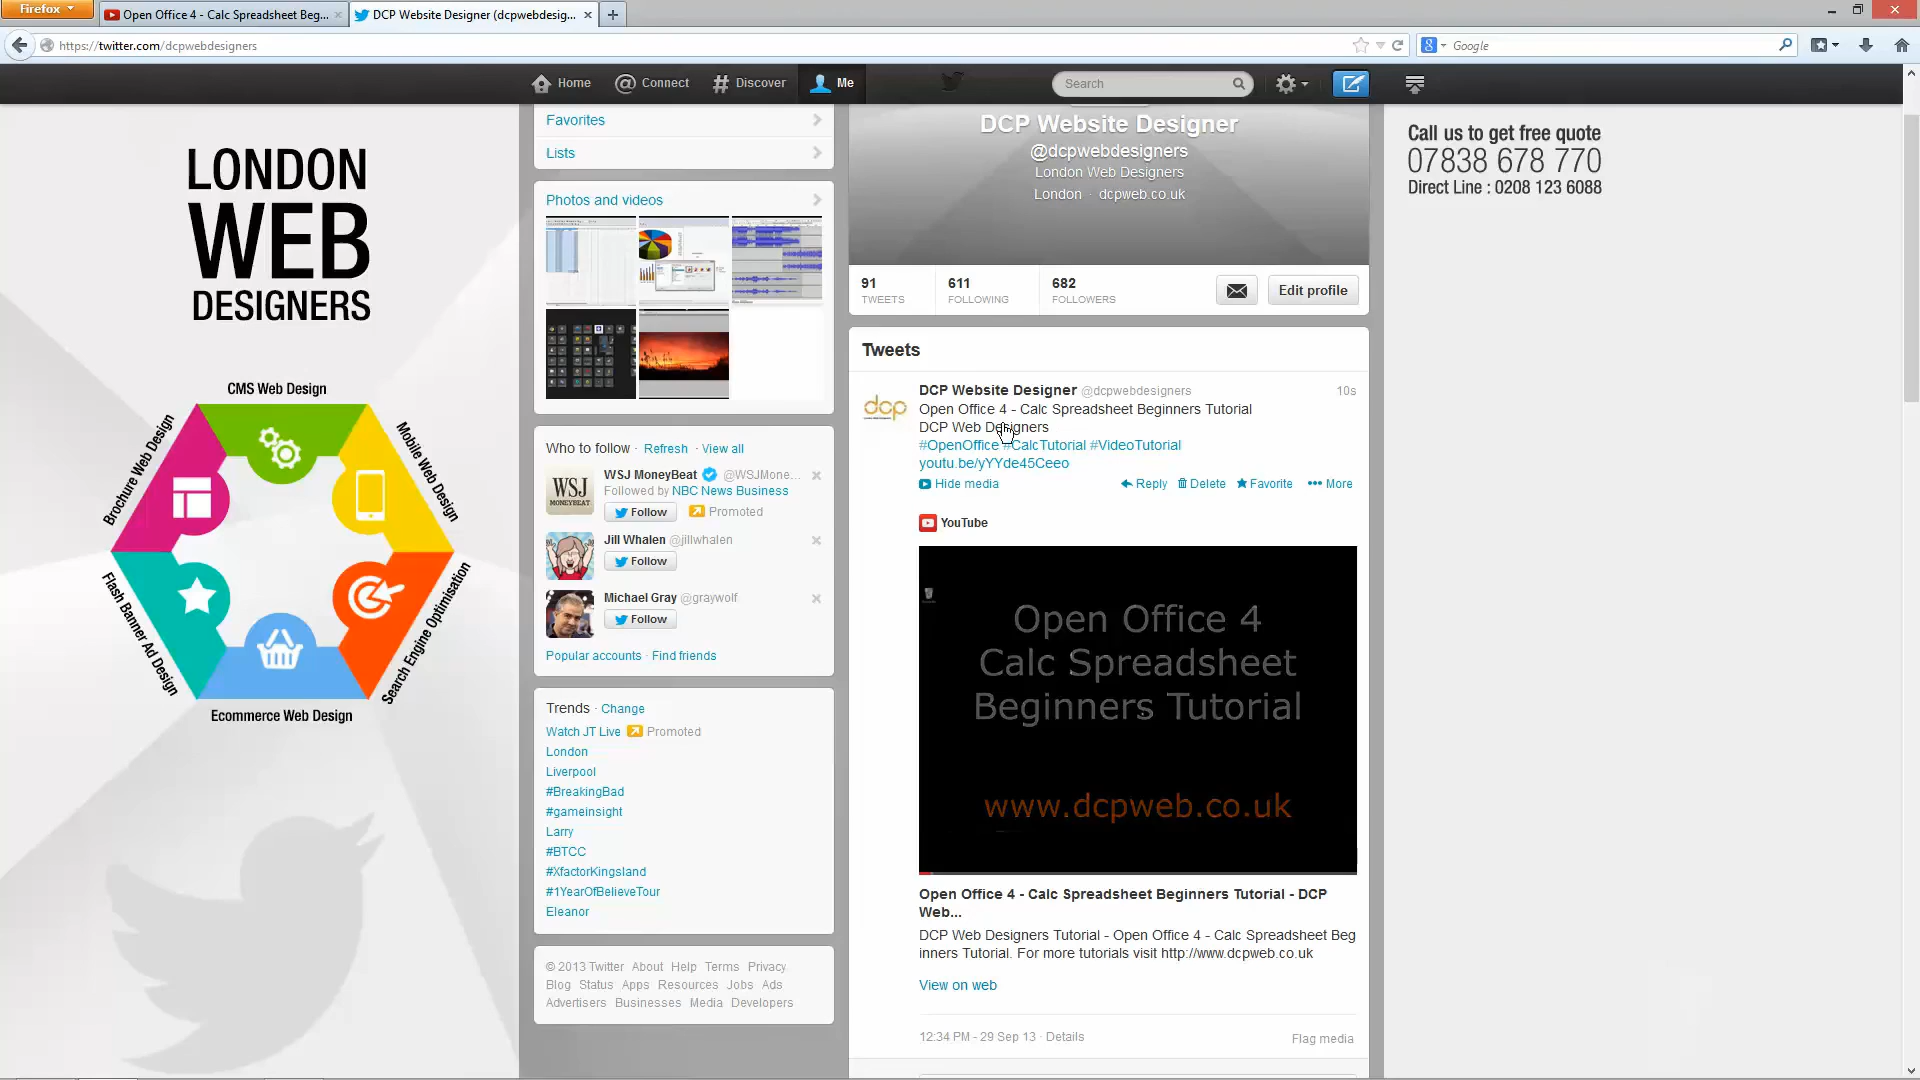 Firefox
Open Office 4 - Calc Spreadsheet Beg...
DCP Website Designer (dcpwebdesig...
https://twitter.com/dcpwebdesigners
Google
Home
Connect
Discover
Me
Search
LONDON
WEB
DESIGNERS
CMS Web Design
Mobile Web Design
Search Engine Optimisation
Ecommerce Web Design
Flash Banner Ad Design
Brochure Web Design
Favorites
Lists
Photos and videos
Who to follow · Refresh · View all
WSJ
MONEYBEAT
WSJ MoneyBeat @WSJMone...
Followed by NBC News Business
Follow Promoted
Jill Whalen @jillwhalen
Follow
Michael Gray @graywolf
Follow
Popular accounts · Find friends
Trends · Change
Watch JT Live Promoted
London
Liverpool
#BreakingBad
#gameinsight
Larry
#BTCC
#XfactorKingsland
#1YearOfBelieveTour
Eleanor
© 2013 Twitter About Help Terms Privacy
Blog Status Apps Resources Jobs Ads
Advertisers Businesses Media Developers
DCP Website Designer
@dcpwebdesigners
London Web Designers
London · dcpweb.co.uk
91
TWEETS
611
FOLLOWING
682
FOLLOWERS
Edit profile
Tweets
dcp
DCP Website Designer @dcpwebdesigners 10s
Open Office 4 - Calc Spreadsheet Beginners Tutorial
DCP Web Designers
#OpenOffice #CalcTutorial #VideoTutorial
youtu.be/yYYde45Ceeo
Hide media Reply Delete Favorite More
YouTube
Open Office 4
Calc Spreadsheet
Beginners Tutorial
www.dcpweb.co.uk
Open Office 4 - Calc Spreadsheet Beginners Tutorial - DCP
Web...
DCP Web Designers Tutorial - Open Office 4 - Calc Spreadsheet Beg
inners Tutorial. For more tutorials visit http://www.dcpweb.co.uk
View on web
12:34 PM - 29 Sep 13 · Details
Flag media
Call us to get free quote
07838 678 770
Direct Line : 0208 123 6088